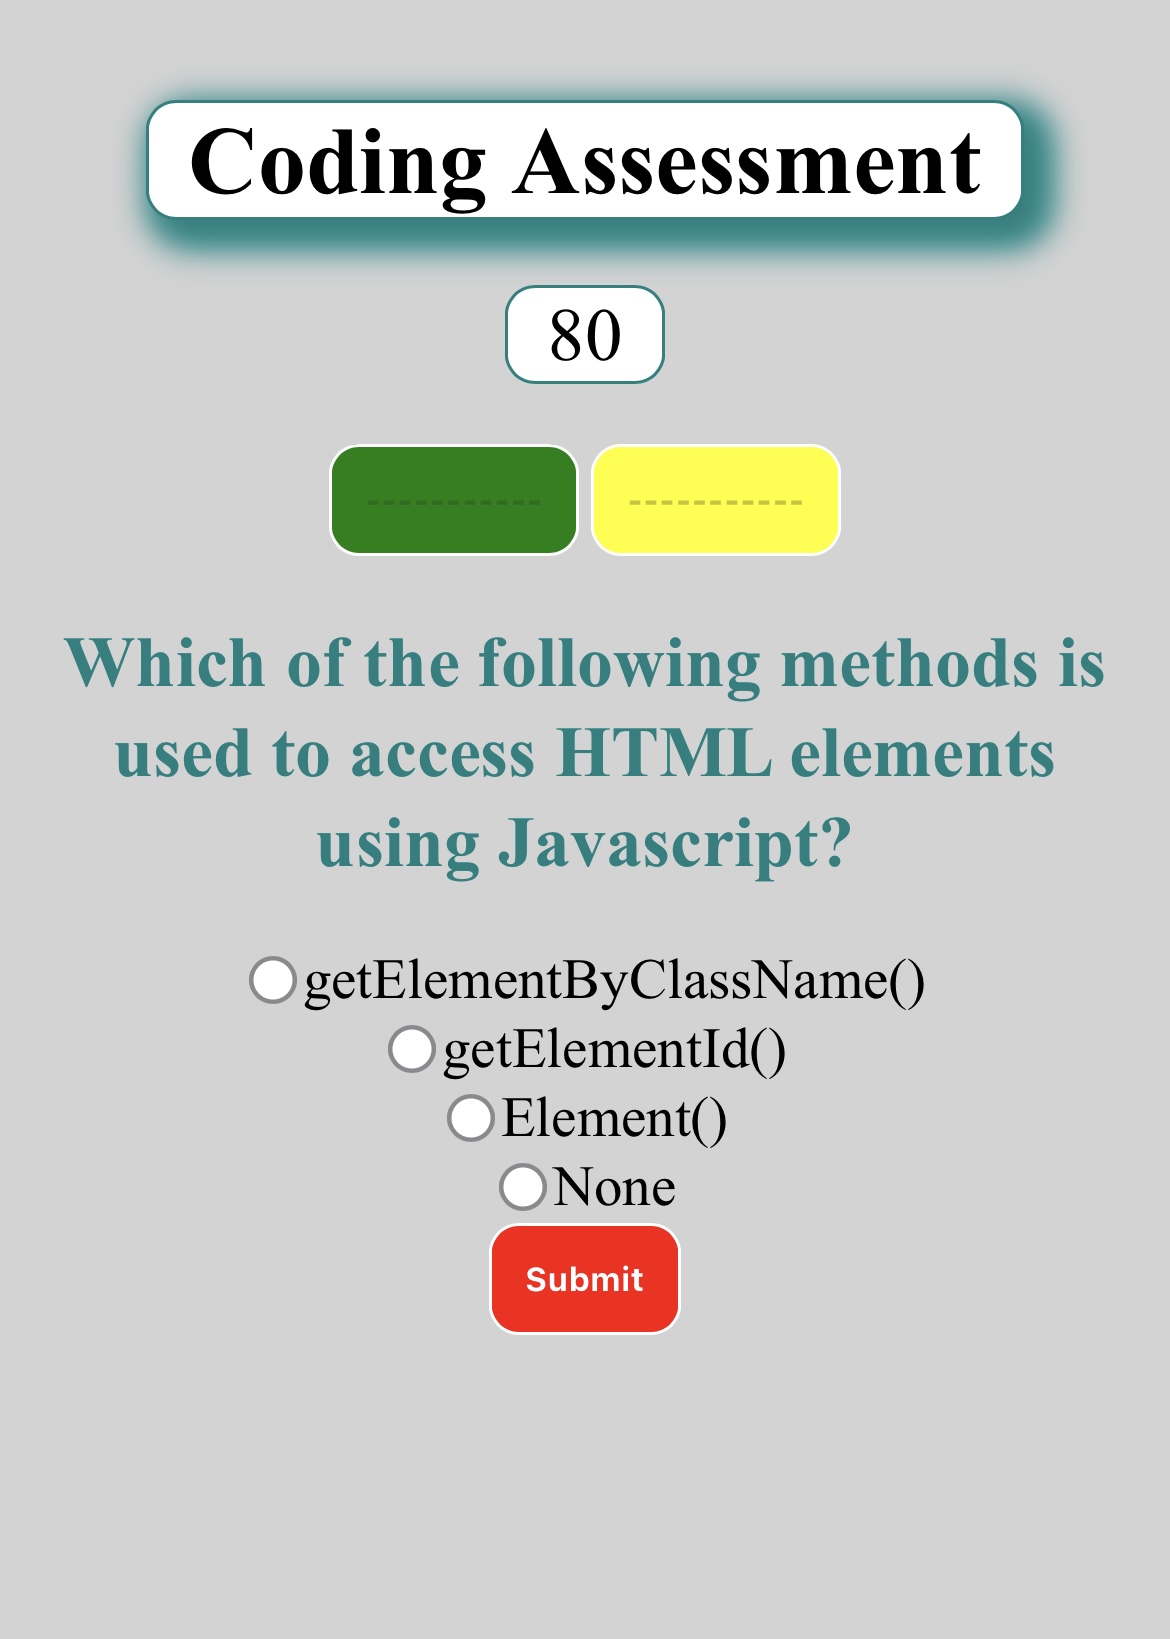 Coding Assessment
80
-----------
-----------
Which of the following methods is
used to access HTML elements
using Javascript?
getElementByClassName()
getElementId()
Element()
None
Submit